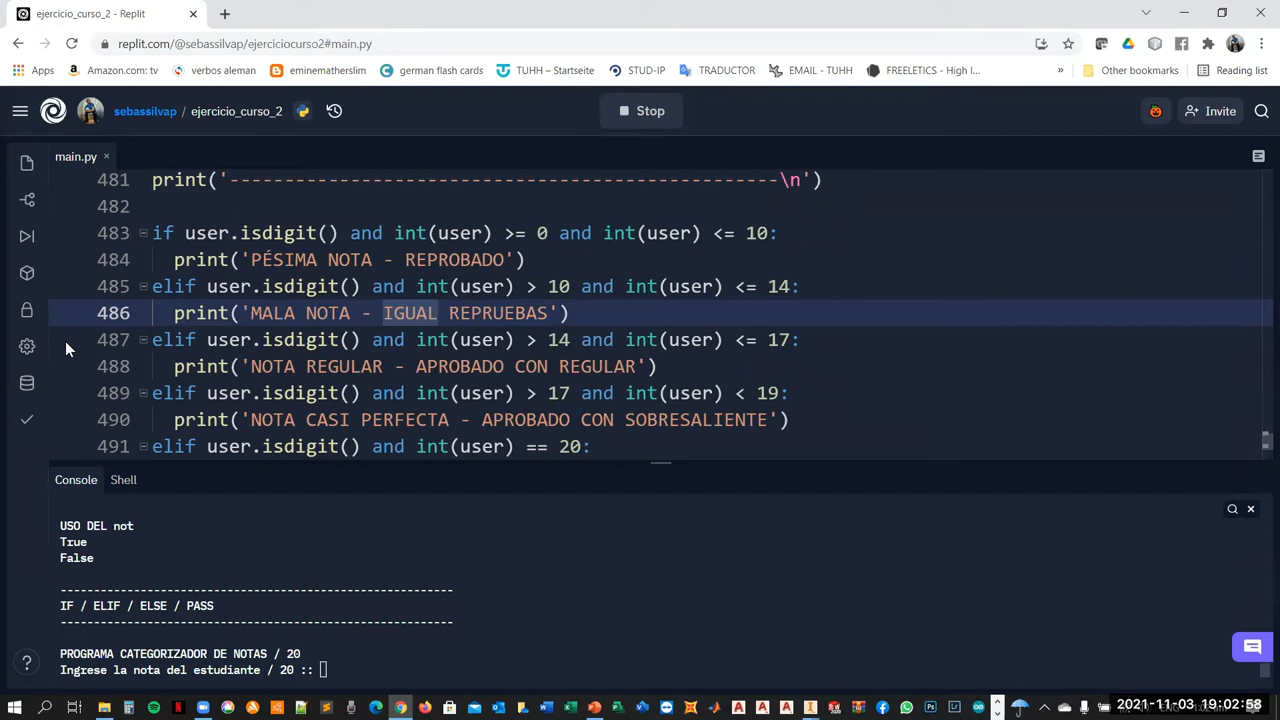 ejercicio_curso_2 - Replit
replit.com/@sebassilvap/ejerciciocurso2#main.py
Apps Amazon.com: tv verbos aleman eminematherslim german flash cards TUHH – Startseite STUD-IP TRADUCTOR EMAIL - TUHH FREELETICS - High I... » Other bookmarks Reading list
sebassilvap / ejercicio_curso_2 Stop Invite
main.py
481 print('--------------------------------------------------\n')
482
483 if user.isdigit() and int(user) >= 0 and int(user) <= 10:
484 print('PÉSIMA NOTA - REPROBADO')
485 elif user.isdigit() and int(user) > 10 and int(user) <= 14:
486 print('MALA NOTA - IGUAL REPRUEBAS')
487 elif user.isdigit() and int(user) > 14 and int(user) <= 17:
488 print('NOTA REGULAR - APROBADO CON REGULAR')
489 elif user.isdigit() and int(user) > 17 and int(user) < 19:
490 print('NOTA CASI PERFECTA - APROBADO CON SOBRESALIENTE')
491 elif user.isdigit() and int(user) == 20:
Console Shell
USO DEL not
True
False
---------------------------------------------------------
IF / ELIF / ELSE / PASS
---------------------------------------------------------
PROGRAMA CATEGORIZADOR DE NOTAS / 20
Ingrese la nota del estudiante / 20 ::
2021-11-03 19:02:58